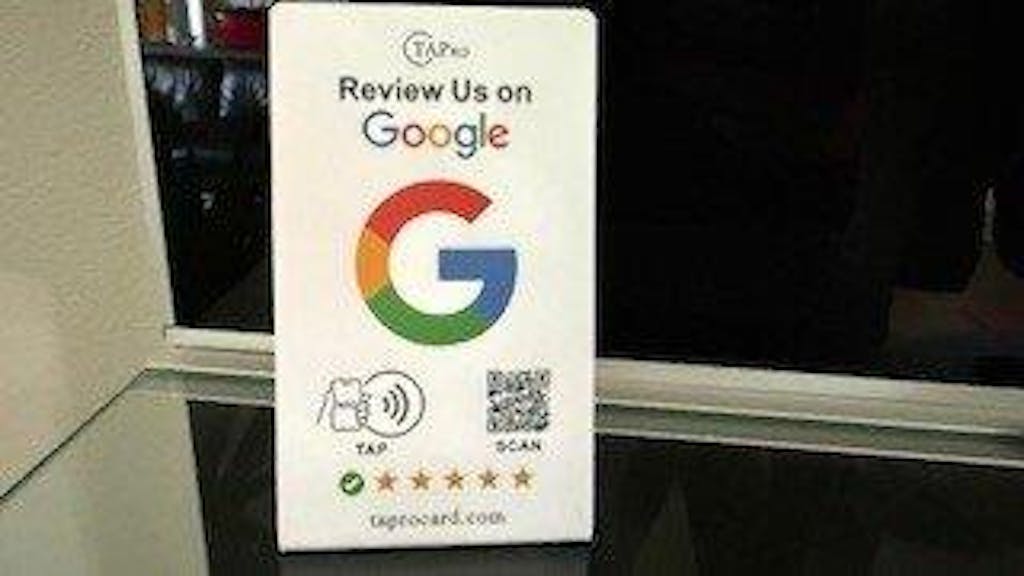 TAPro
Review Us on
Google
TAP
SCAN
taprocard.com